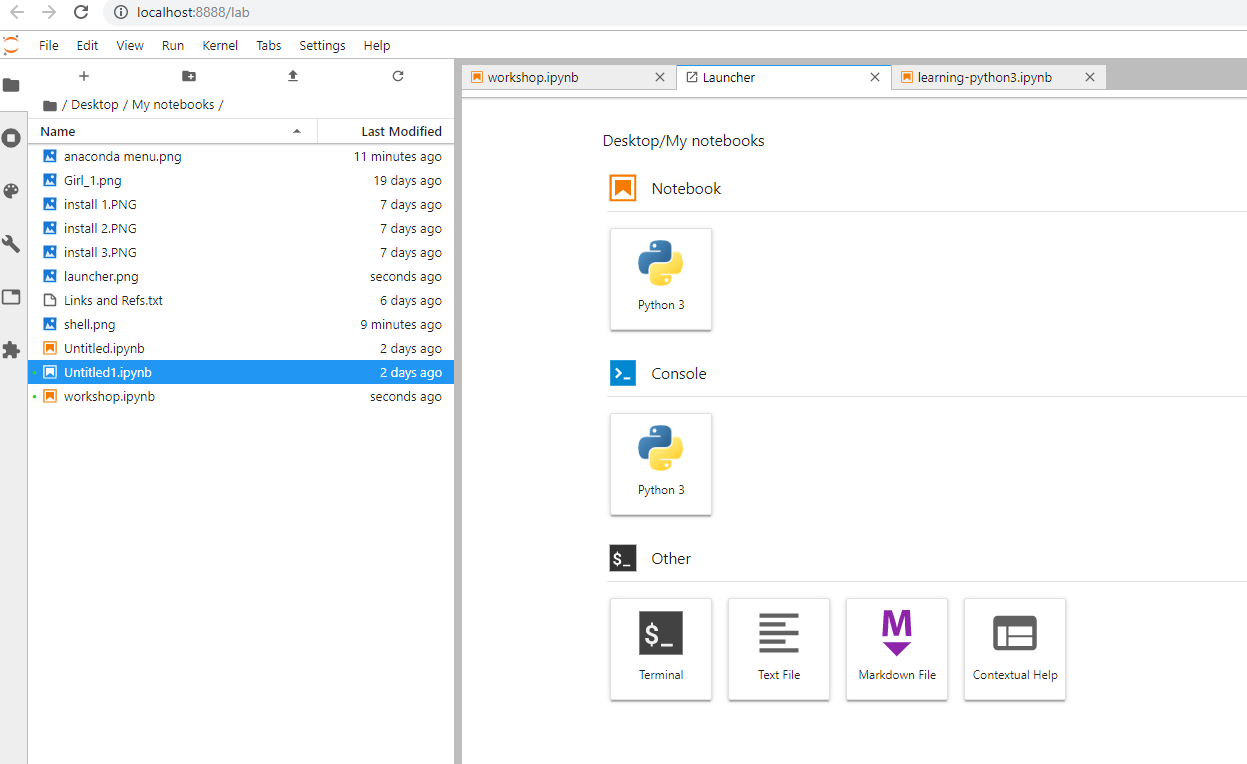 localhost:8888/lab
File Edit View Run Kernel Tabs Settings Help
/ Desktop / My notebooks /
Name Last Modified
anaconda menu.png 11 minutes ago
Girl_1.png 19 days ago
install 1.PNG 7 days ago
install 2.PNG 7 days ago
install 3.PNG 7 days ago
launcher.png seconds ago
Links and Refs.txt 6 days ago
shell.png 9 minutes ago
Untitled.ipynb 2 days ago
Untitled1.ipynb 2 days ago
workshop.ipynb seconds ago
workshop.ipynb Launcher learning-python3.ipynb
Desktop/My notebooks
Notebook
Python 3
>_ Console
Python 3
$_ Other
$_
M
Terminal Text File Markdown File Contextual Help